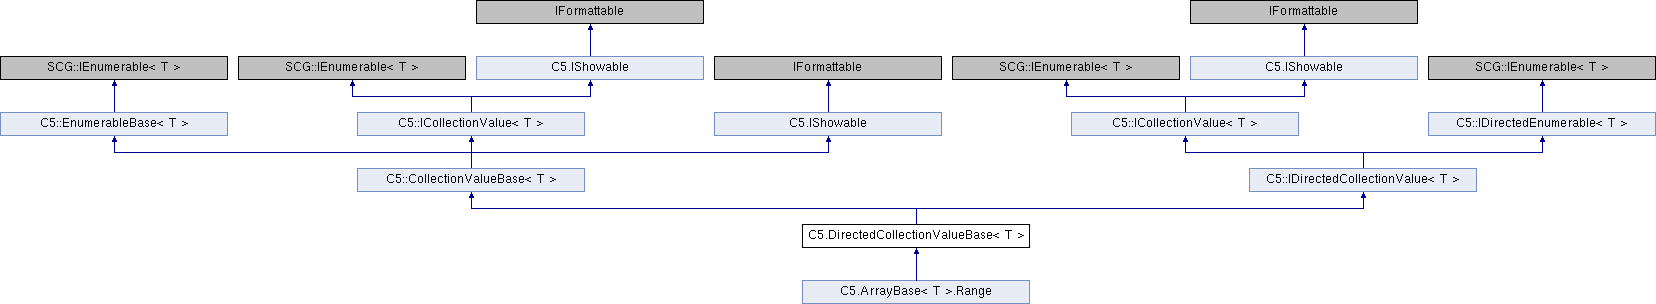 IFormattable
IFormattable
SCG::IEnumerable< T >
SCG::IEnumerable< T >
C5.IShowable
IFormattable
SCG::IEnumerable< T >
C5.IShowable
SCG::IEnumerable< T >
C5::EnumerableBase< T >
C5::ICollectionValue< T >
C5.IShowable
C5::ICollectionValue< T >
C5::IDirectedEnumerable< T >
C5::CollectionValueBase< T >
C5::IDirectedCollectionValue< T >
C5.DirectedCollectionValueBase< T >
C5.ArrayBase< T >.Range